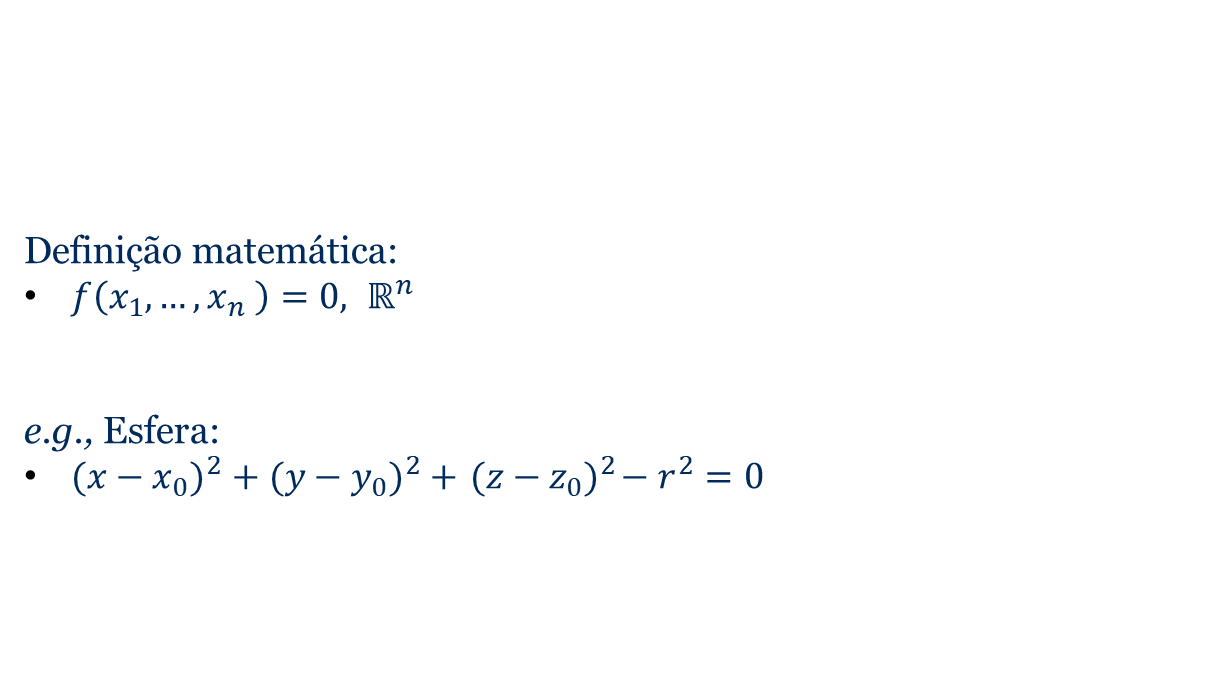 Definição matemática:
• f(x₁, … , xₙ ) = 0, ℝⁿ
e.g., Esfera:
• (x − x₀)² + (y − y₀)² + (z − z₀)² − r² = 0